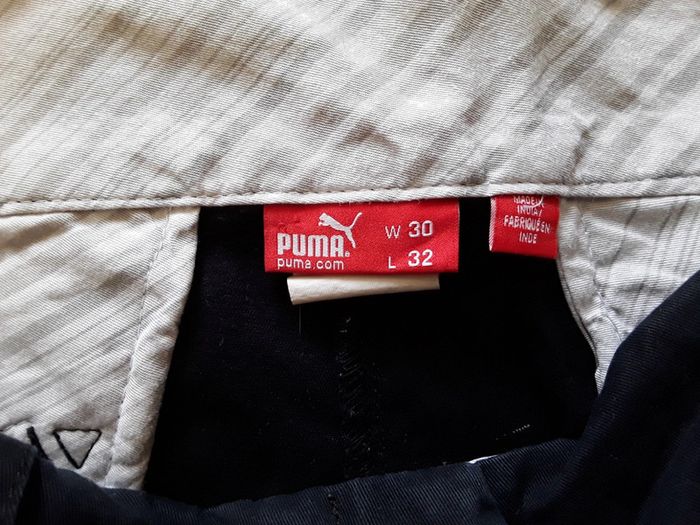 PUMA
puma.com
W 30
L 32
MADE IN
INDIA/
FABRIQUÉ EN
INDE